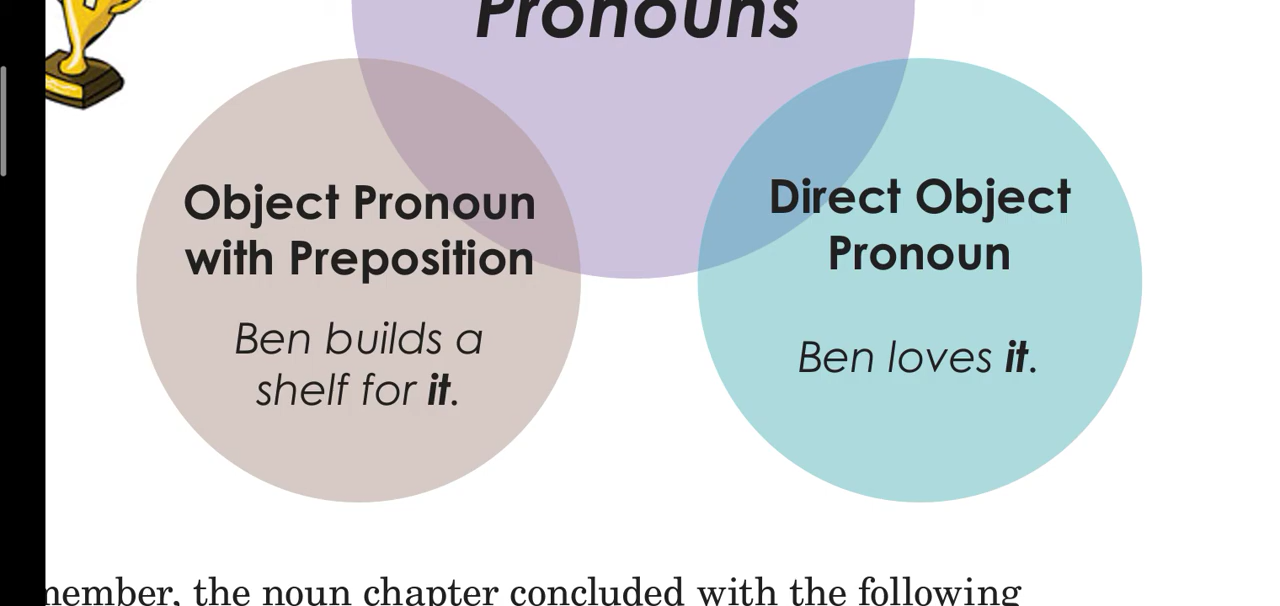 Pronouns
Object Pronoun
with Preposition
Ben builds a
shelf for it.
Direct Object
Pronoun
Ben loves it.
the noun chapter concluded with the following